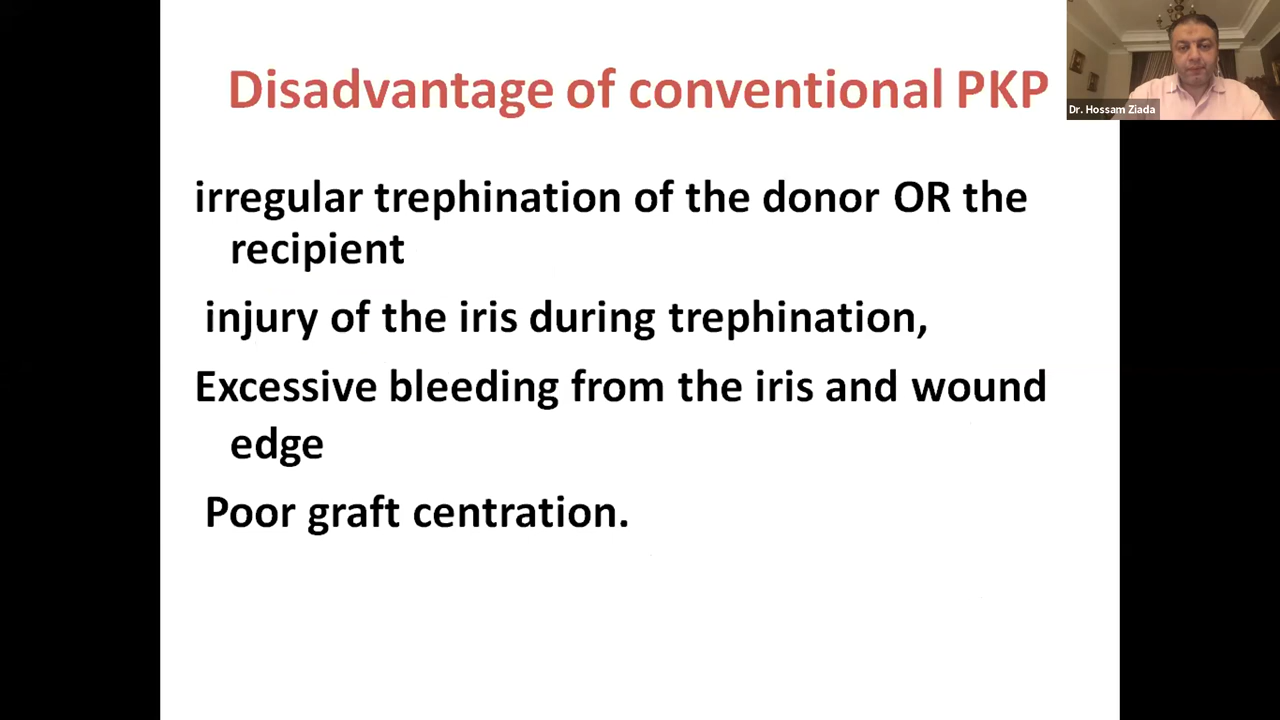 Disadvantage of conventional PKP
Dr. Hossam Ziada
irregular trephination of the donor OR the
recipient
injury of the iris during trephination,
Excessive bleeding from the iris and wound
edge
Poor graft centration.